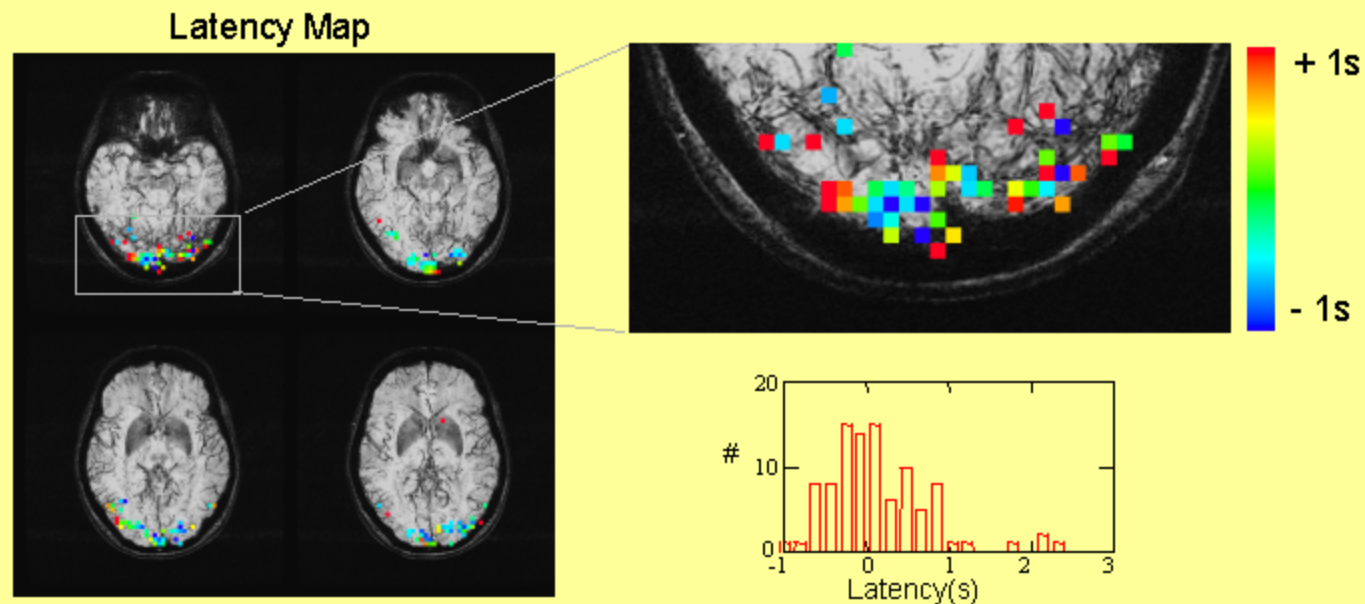 Latency Map
+ 1s
- 1s
20
#
10
0
-1 0 1 2 3
Latency(s)